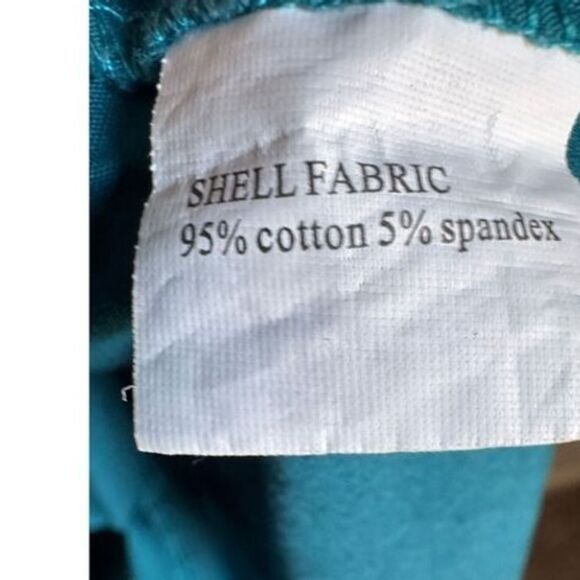 SHELL FABRIC
95% cotton 5% spandex